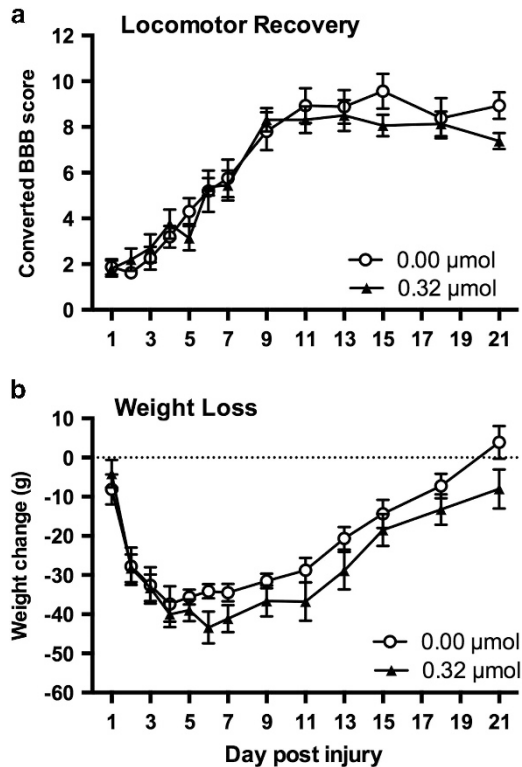 a
Locomotor Recovery
Converted BBB score
12
10
8
6
4
2
0
0.00 µmol
0.32 µmol
1 3 5 7 9 11 13 15 17 19 21
b
Weight Loss
Weight change (g)
10
0
-10
-20
-30
-40
-50
-60
0.00 µmol
0.32 µmol
1 3 5 7 9 11 13 15 17 19 21
Day post injury